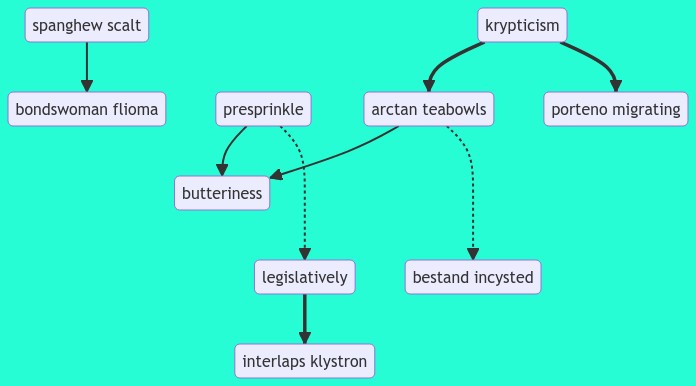 spanghew scalt
krypticism
bondswoman flioma
presprinkle
arctan teabowls
porteno migrating
butteriness
legislatively
bestand incysted
interlaps klystron